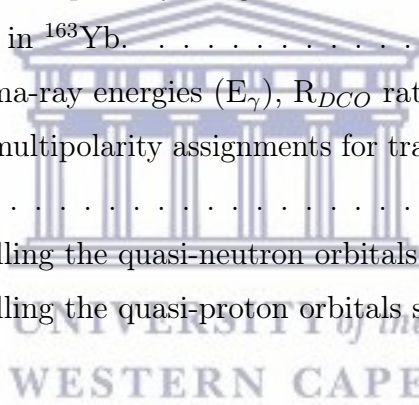 in ¹⁶³Yb. . . . . . . . . . . . .
ma-ray energies (Eγ), R_DCO rat
multipolarity assignments for tra
. . . . . . . . . . . . . . . . .
lling the quasi-neutron orbitals
lling the quasi-proton orbitals s
UNIVERSITY of the
WESTERN CAPE